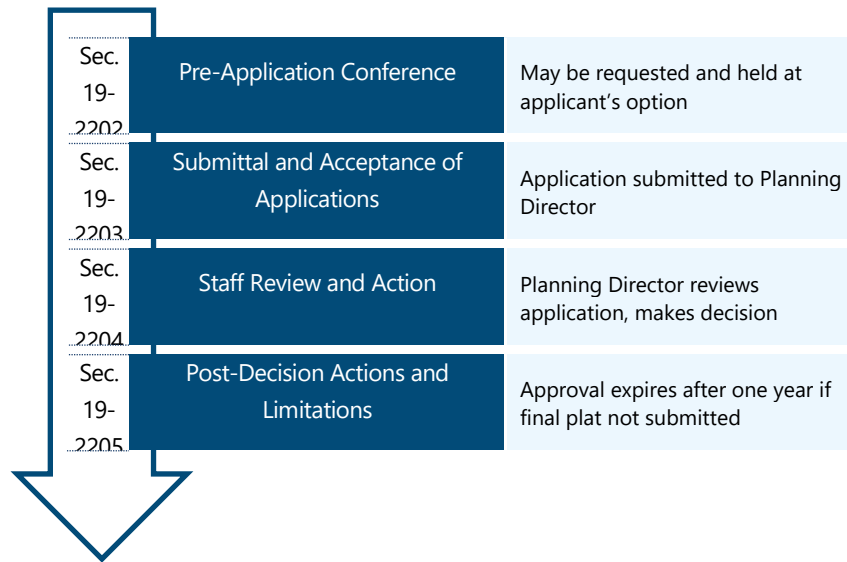 Sec.
19-
2202
Pre-Application Conference
May be requested and held at
applicant’s option
Sec.
19-
2203
Submittal and Acceptance of
Applications
Application submitted to Planning
Director
Sec.
19-
2204
Staff Review and Action
Planning Director reviews
application, makes decision
Sec.
19-
2205
Post-Decision Actions and
Limitations
Approval expires after one year if
final plat not submitted